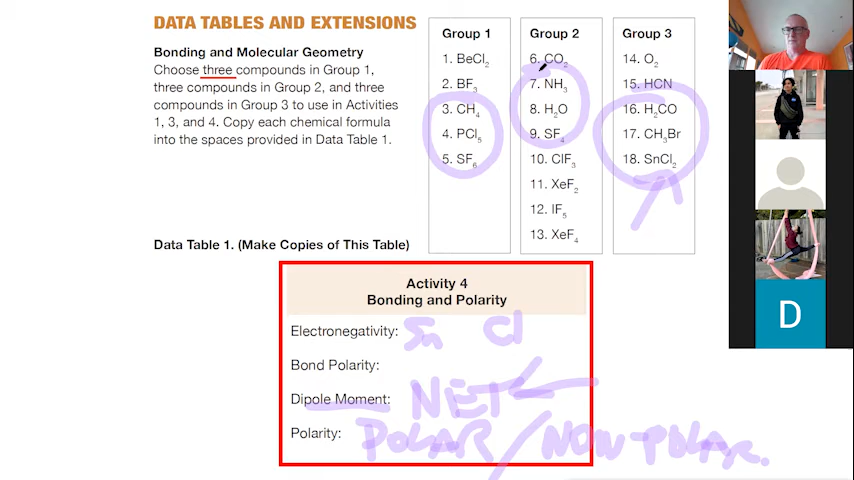 DATA TABLES AND EXTENSIONS
Bonding and Molecular Geometry
Choose three compounds in Group 1,
three compounds in Group 2, and three
compounds in Group 3 to use in Activities
1, 3, and 4. Copy each chemical formula
into the spaces provided in Data Table 1.
Group 1
1. BeCl₂
2. BF₃
3. CH₄
4. PCl₅
5. SF₆
Group 2
6. CO₂
7. NH₃
8. H₂O
9. SF₄
10. ClF₃
11. XeF₂
12. IF₅
13. XeF₄
Group 3
14. O₂
15. HCN
16. H₂CO
17. CH₃Br
18. SnCl₂
Data Table 1. (Make Copies of This Table)
Activity 4
Bonding and Polarity
Electronegativity: Sn Cl
Bond Polarity:
Dipole Moment: NET
Polarity: POLAR / NON-POLAR.
D